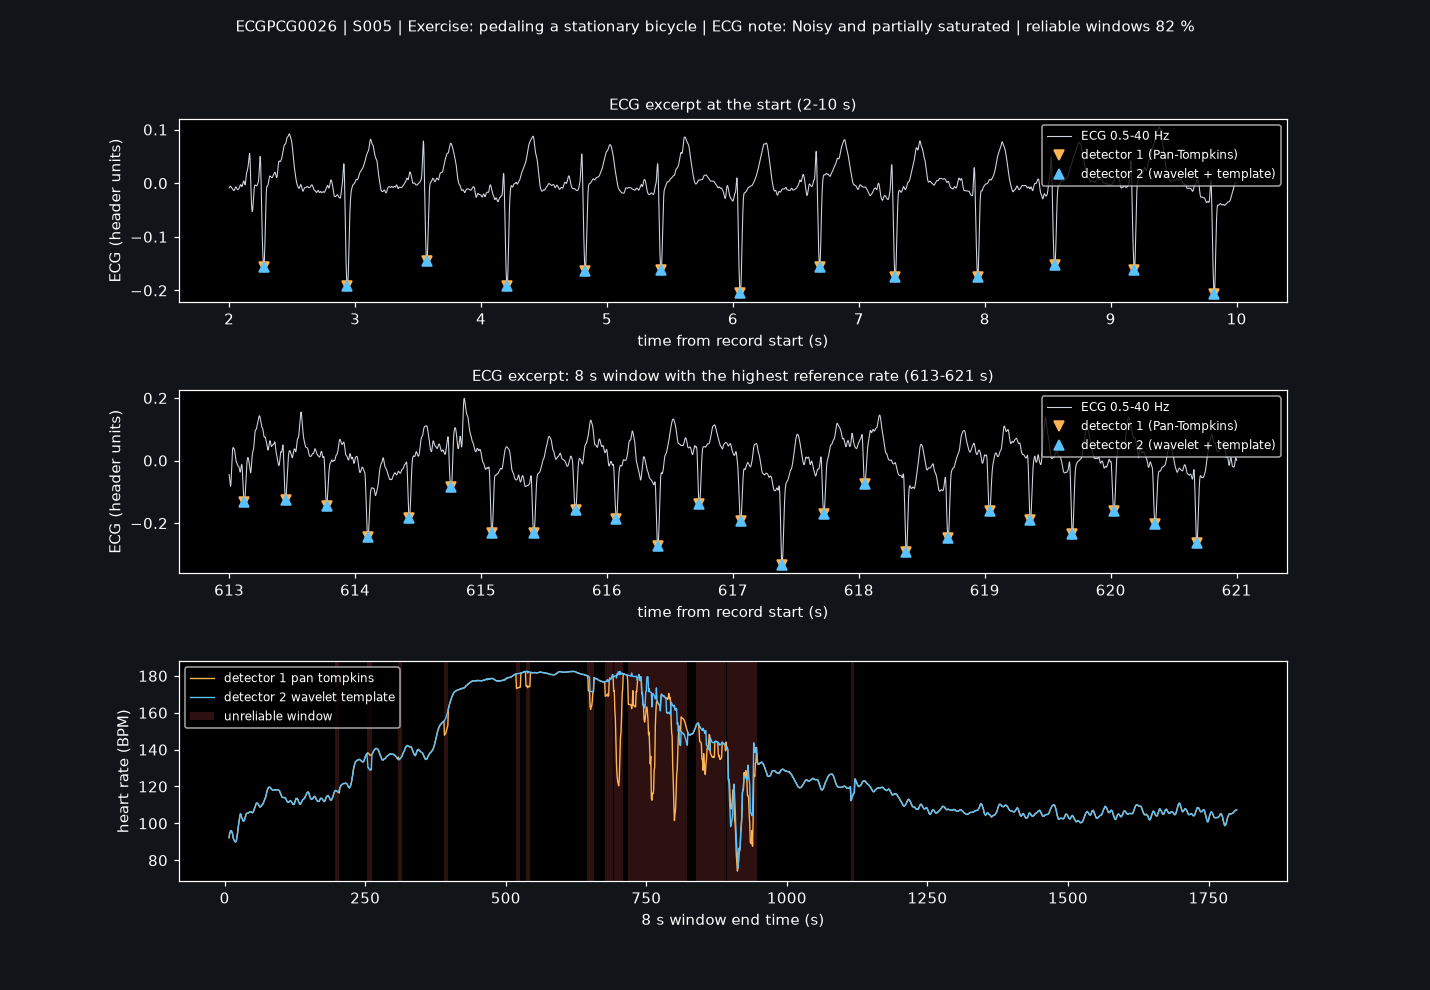 ECGPCG0026 | S005 | Exercise: pedaling a stationary bicycle | ECG note: Noisy and partially saturated | reliable windows 82 %
ECG excerpt at the start (2-10 s)
ECG (header units)
0.1
0.0
−0.1
−0.2
ECG 0.5-40 Hz
detector 1 (Pan-Tompkins)
detector 2 (wavelet + template)
2 3 4 5 6 7 8 9 10
time from record start (s)
ECG excerpt: 8 s window with the highest reference rate (613-621 s)
ECG (header units)
0.2
0.0
−0.2
ECG 0.5-40 Hz
detector 1 (Pan-Tompkins)
detector 2 (wavelet + template)
613 614 615 616 617 618 619 620 621
time from record start (s)
heart rate (BPM)
180
160
140
120
100
80
detector 1 pan tompkins
detector 2 wavelet template
unreliable window
0 250 500 750 1000 1250 1500 1750
8 s window end time (s)